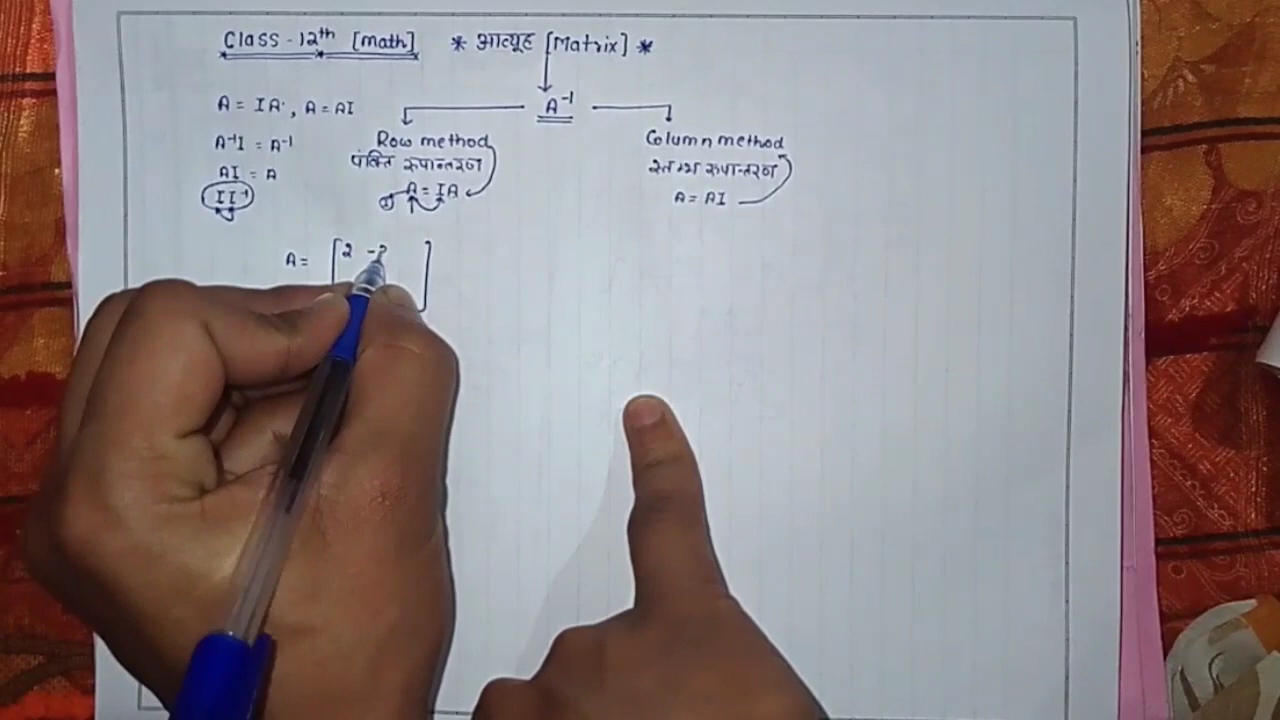 Class - 12th [math] * आव्यूह [Matrix] *
A = IA, A = AI
A⁻¹
A⁻¹I = A⁻¹
Row method
Column method
पंक्ति रूपान्तरण
स्तम्भ रूपान्तरण
AI = A
A = IA
A = AI
II⁻¹
A = [2 -2 ]